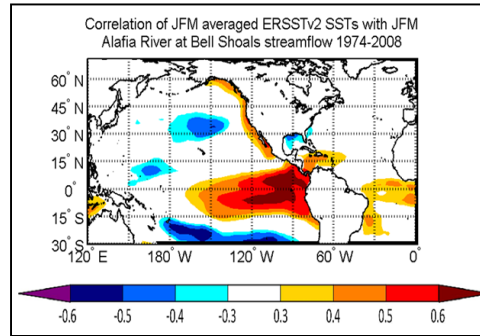 Correlation of JFM averaged ERSSTv2 SSTs with JFM
Alafia River at Bell Shoals streamflow 1974-2008
60° N
45° N
30° N
15° N
0°
15° S
30° S
120° E 180° W 120° W 60° W 0°
-0.6 -0.5 -0.4 -0.3 0.3 0.4 0.5 0.6